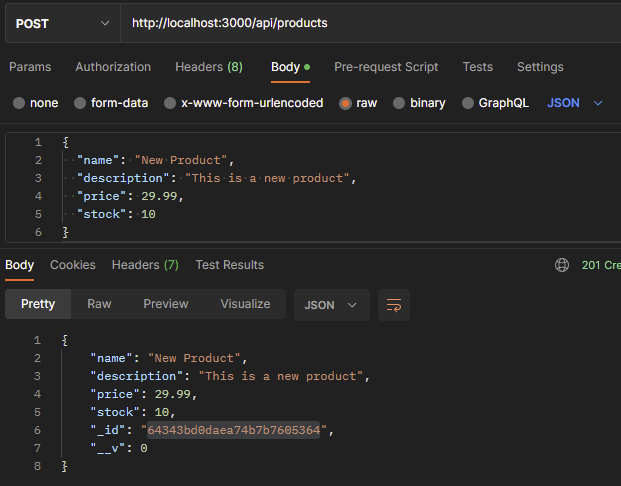 POST http://localhost:3000/api/products
Params Authorization Headers (8) Body Pre-request Script Tests Settings
none form-data x-www-form-urlencoded raw binary GraphQL JSON
1 {
2 "name": "New Product",
3 "description": "This is a new product",
4 "price": 29.99,
5 "stock": 10
6 }
Body Cookies Headers (7) Test Results 201 Cre
Pretty Raw Preview Visualize JSON
1 {
2 "name": "New Product",
3 "description": "This is a new product",
4 "price": 29.99,
5 "stock": 10,
6 "_id": "64343bd0daea74b7b7605364",
7 "__v": 0
8 }